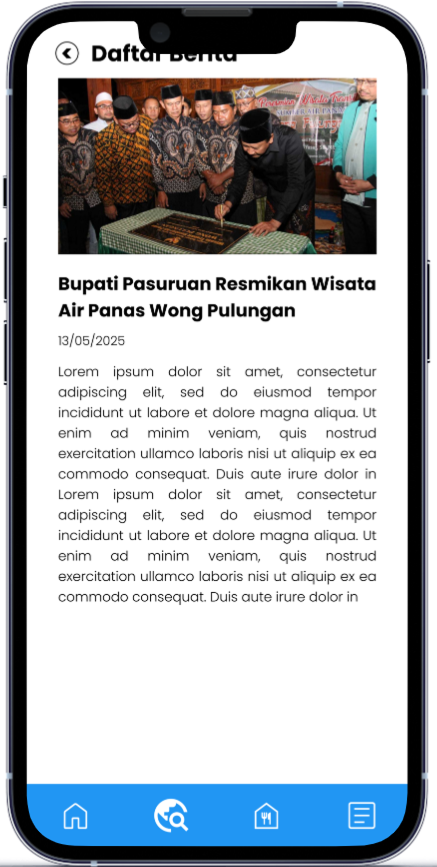 Daftar Berita
Bupati Pasuruan Resmikan Wisata
Air Panas Wong Pulungan
13/05/2025
Lorem ipsum dolor sit amet, consectetur
adipiscing elit, sed do eiusmod tempor
incididunt ut labore et dolore magna aliqua. Ut
enim ad minim veniam, quis nostrud
exercitation ullamco laboris nisi ut aliquip ex ea
commodo consequat. Duis aute irure dolor in
Lorem ipsum dolor sit amet, consectetur
adipiscing elit, sed do eiusmod tempor
incididunt ut labore et dolore magna aliqua. Ut
enim ad minim veniam, quis nostrud
exercitation ullamco laboris nisi ut aliquip ex ea
commodo consequat. Duis aute irure dolor in